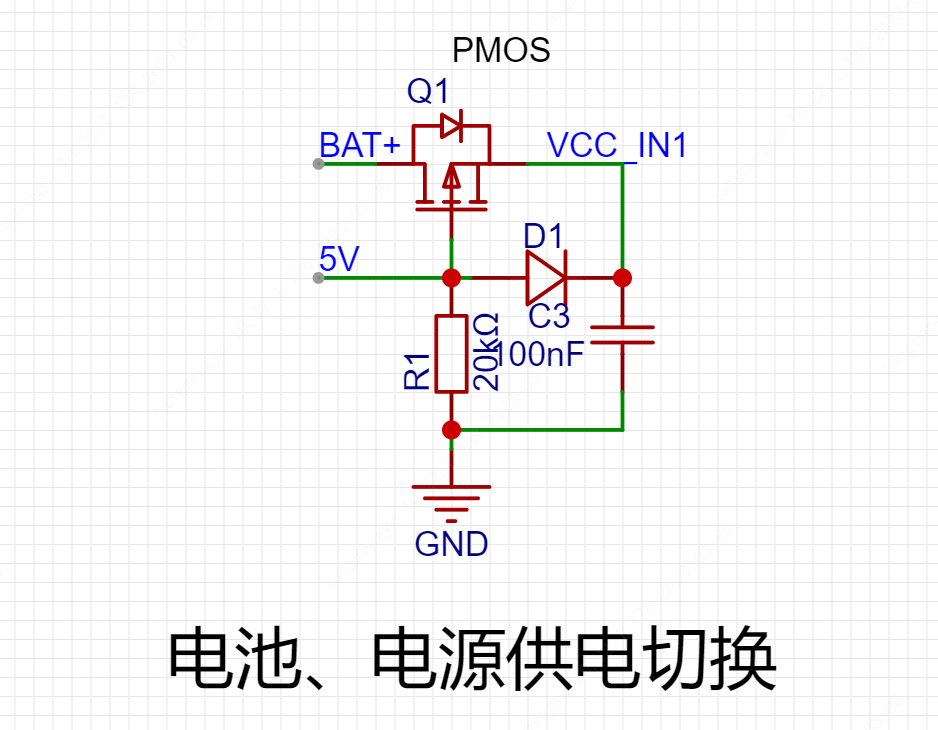 PMOS
Q1
BAT+
VCC_IN1
5V
D1
C3
100nF
R1
20kΩ
GND
电池、电源供电切换